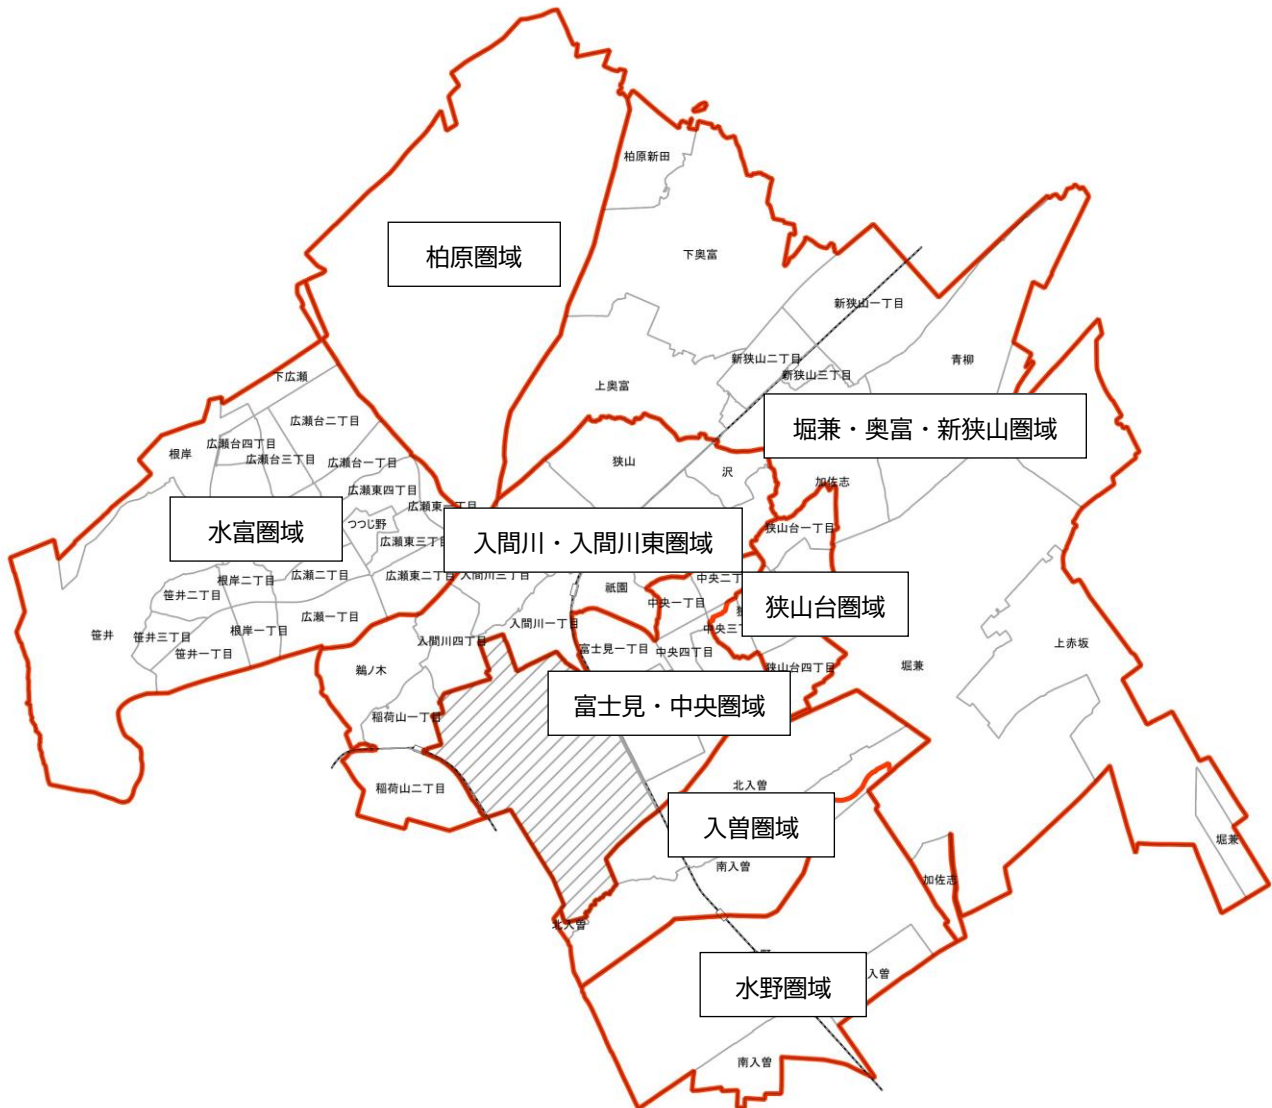 柏原新田
柏原圏域
下奥富
新狭山一丁目
新狭山二丁目
新狭山三丁目
青柳
下広瀬
上奥富
広瀬台二丁目
堀兼・奥富・新狭山圏域
広瀬台四丁目
根岸
広瀬台三丁目
広瀬台一丁目
狭山
沢
加佐志
広瀬東四丁目
広瀬東一丁目
水富圏域
つつじ野
入間川・入間川東圏域
狭山台一丁目
広瀬東三丁目
広瀬二丁目
広瀬東二丁目
入間川三丁目
根岸二丁目
祇園
中央二丁
狭山台圏域
笹井二丁目
中央一丁目
広瀬一丁目
入間川一丁目
中央三丁
笹井
笹井三丁目
根岸一丁目
入間川四丁目
富士見一丁目
中央四丁目
上赤坂
笹井一丁目
鵜ノ木
狭山台四丁目
堀兼
富士見・中央圏域
稲荷山一丁目
稲荷山二丁目
北入曽
入曽圏域
堀兼
南入曽
加佐志
北入曽
水野圏域
入曽
南入曽